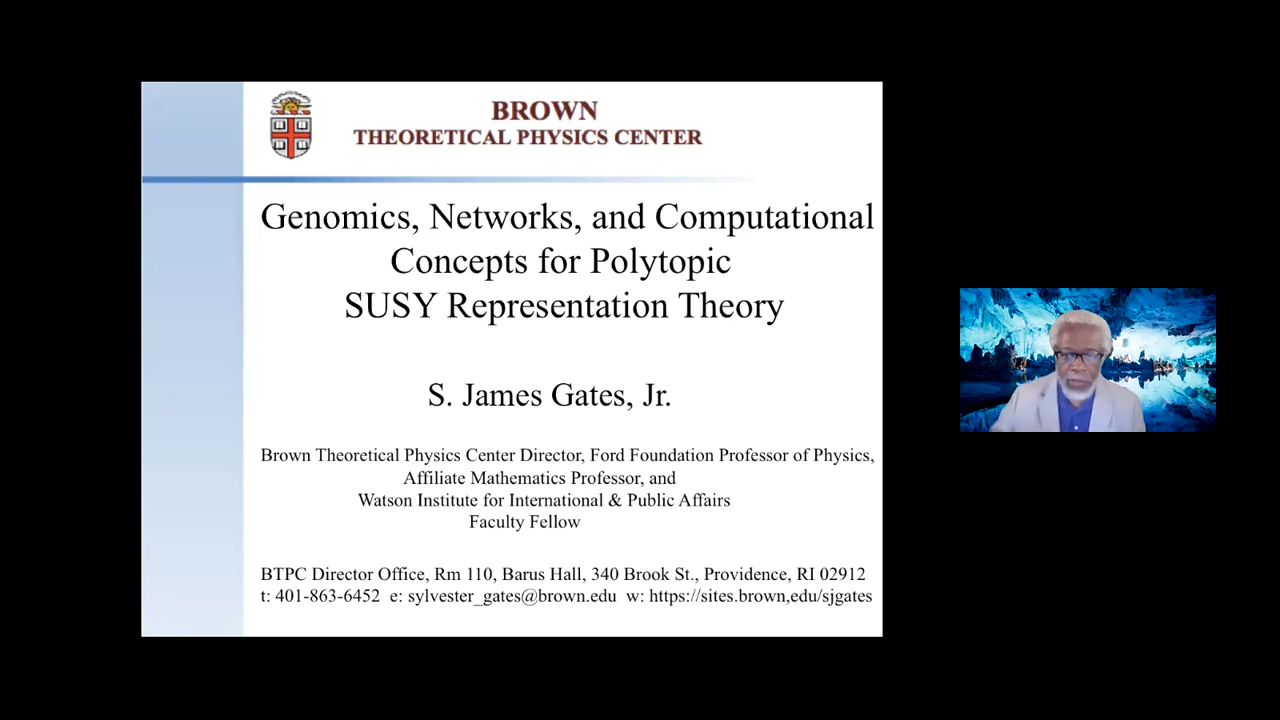 BROWN
THEORETICAL PHYSICS CENTER
Genomics, Networks, and Computational
Concepts for Polytopic
SUSY Representation Theory
S. James Gates, Jr.
Brown Theoretical Physics Center Director, Ford Foundation Professor of Physics,
Affiliate Mathematics Professor, and
Watson Institute for International & Public Affairs
Faculty Fellow
BTPC Director Office, Rm 110, Barus Hall, 340 Brook St., Providence, RI 02912
t: 401-863-6452 e: sylvester_gates@brown.edu w: https://sites.brown,edu/sjgates